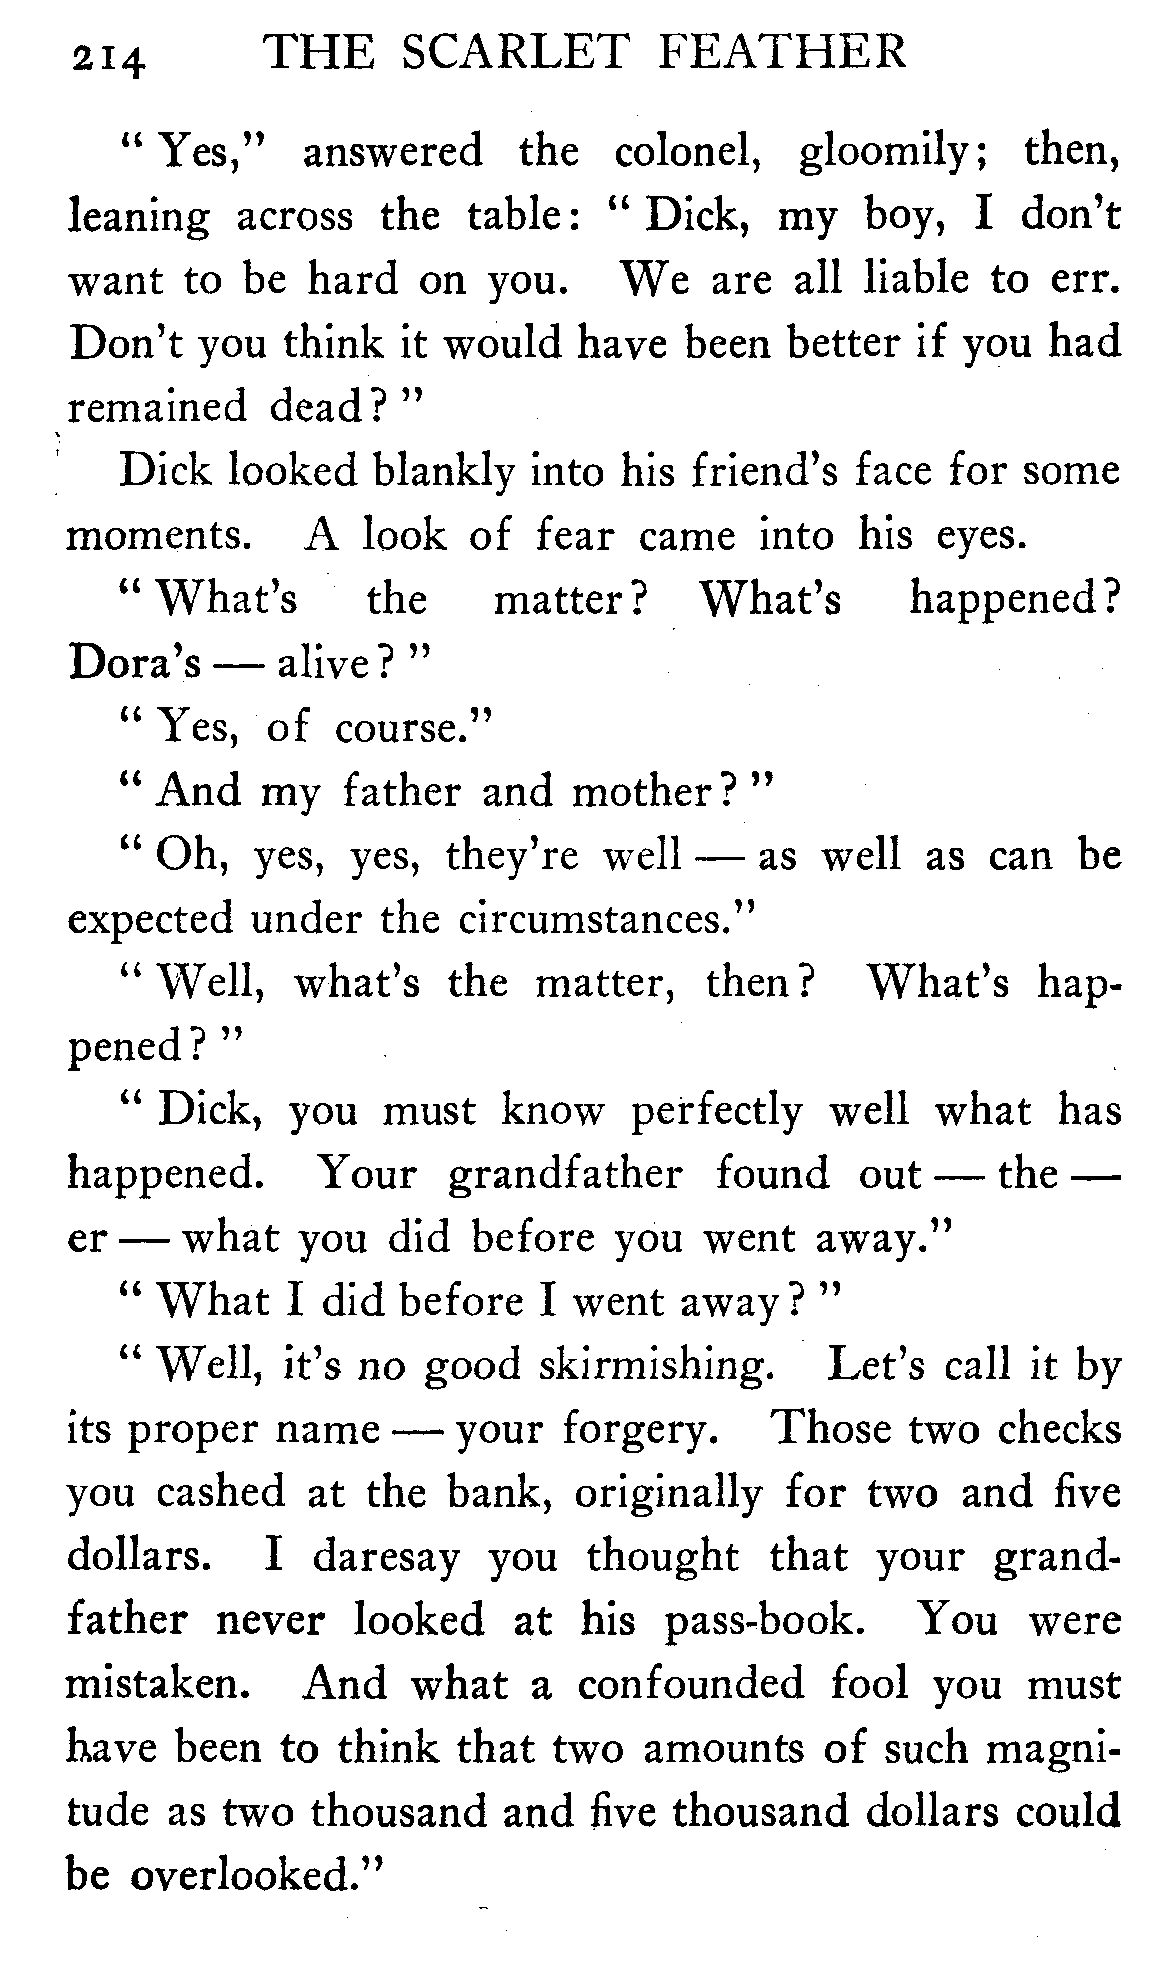 214 THE SCARLET FEATHER
" Yes," answered the colonel, gloomily; then,
leaning across the table: " Dick, my boy, I don't
want to be hard on you. We are all liable to err.
Don't you think it would have been better if you had
remained dead? "
Dick looked blankly into his friend's face for some
moments. A look of fear came into his eyes.
" What's the matter? What's happened?
Dora's — alive? "
" Yes, of course."
" And my father and mother? "
" Oh, yes, yes, they're well — as well as can be
expected under the circumstances."
" Well, what's the matter, then? What's hap-
pened? "
" Dick, you must know perfectly well what has
happened. Your grandfather found out — the —
er — what you did before you went away."
" What I did before I went away? "
" Well, it's no good skirmishing. Let's call it by
its proper name — your forgery. Those two checks
you cashed at the bank, originally for two and five
dollars. I daresay you thought that your grand-
father never looked at his pass-book. You were
mistaken. And what a confounded fool you must
have been to think that two amounts of such magni-
tude as two thousand and five thousand dollars could
be overlooked."